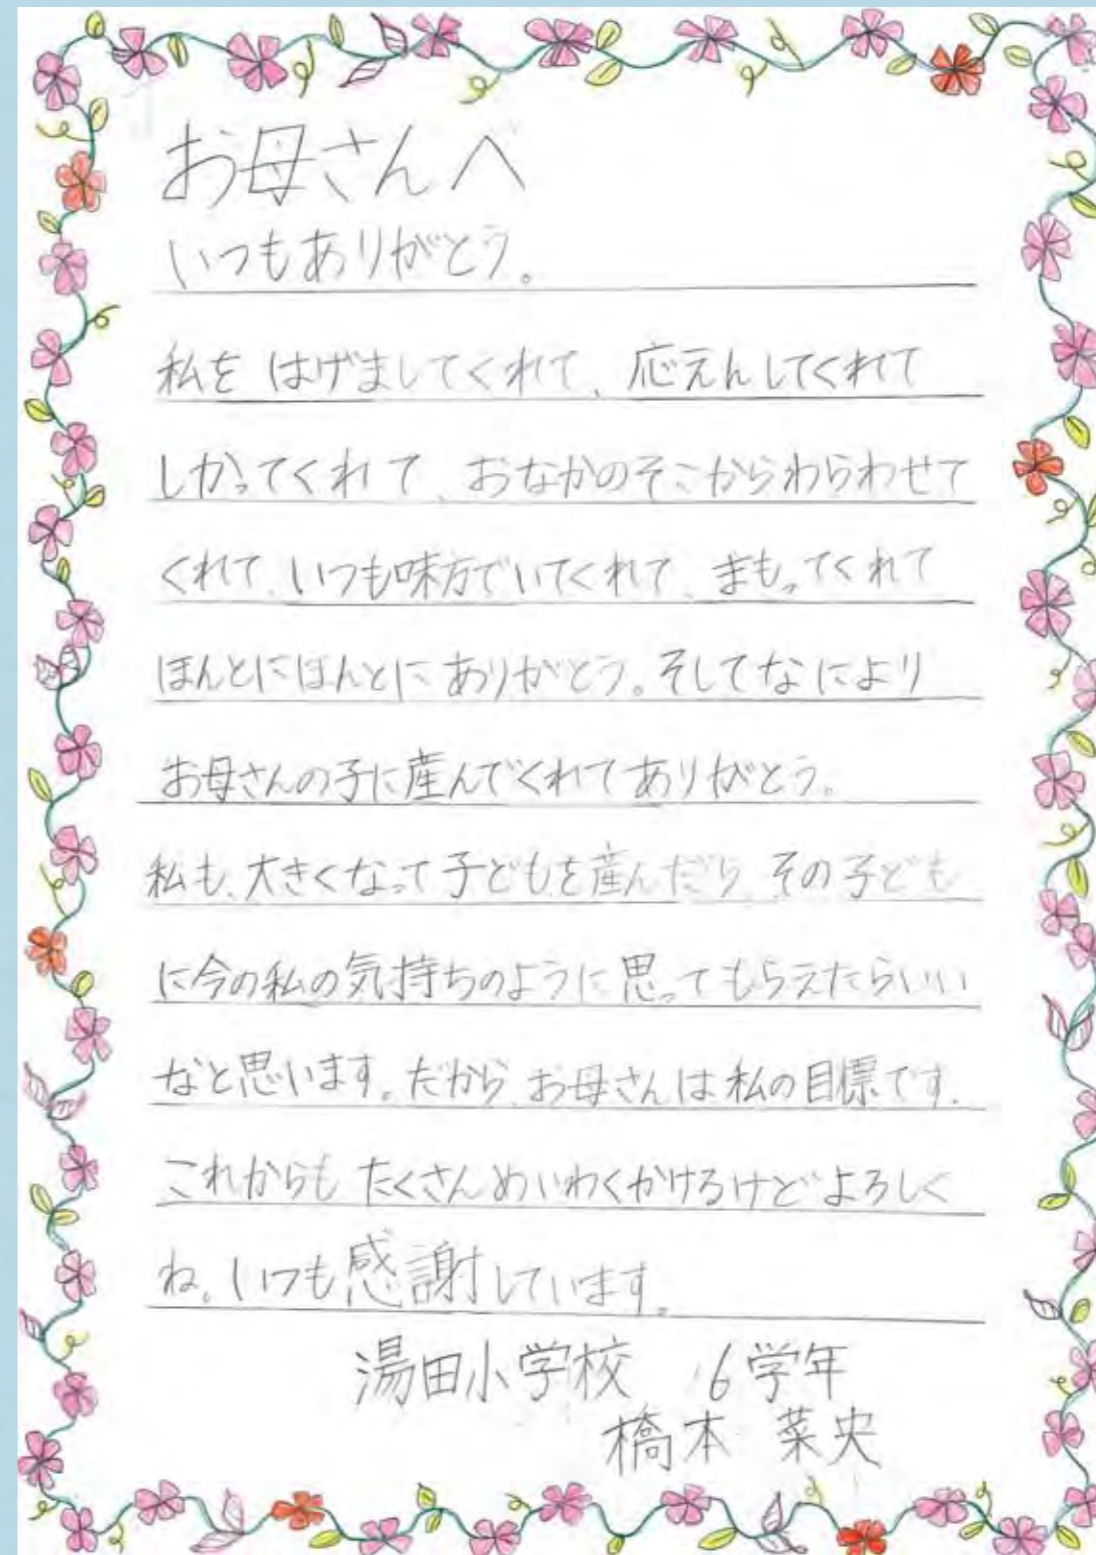 お母さんへ
いつもありがとう。
私をはげましてくれて、応えんしてくれて
しかってくれて、おなかのそこからわらわせて
くれて、いつも味方でいてくれて、まもってくれて
ほんとにほんとにありがとう。そしてなにより
お母さんの子に産んでくれてありがとう。
私も、大きくなって子どもを産んだら、その子ども
に今の私の気持ちのように思ってもらえたらいい
なと思います。だから、お母さんは私の目標です。
これからもたくさんめいわくかけるけどよろしく
ね。いつも感謝しています。
湯田小学校 6学年
橋本 菜央